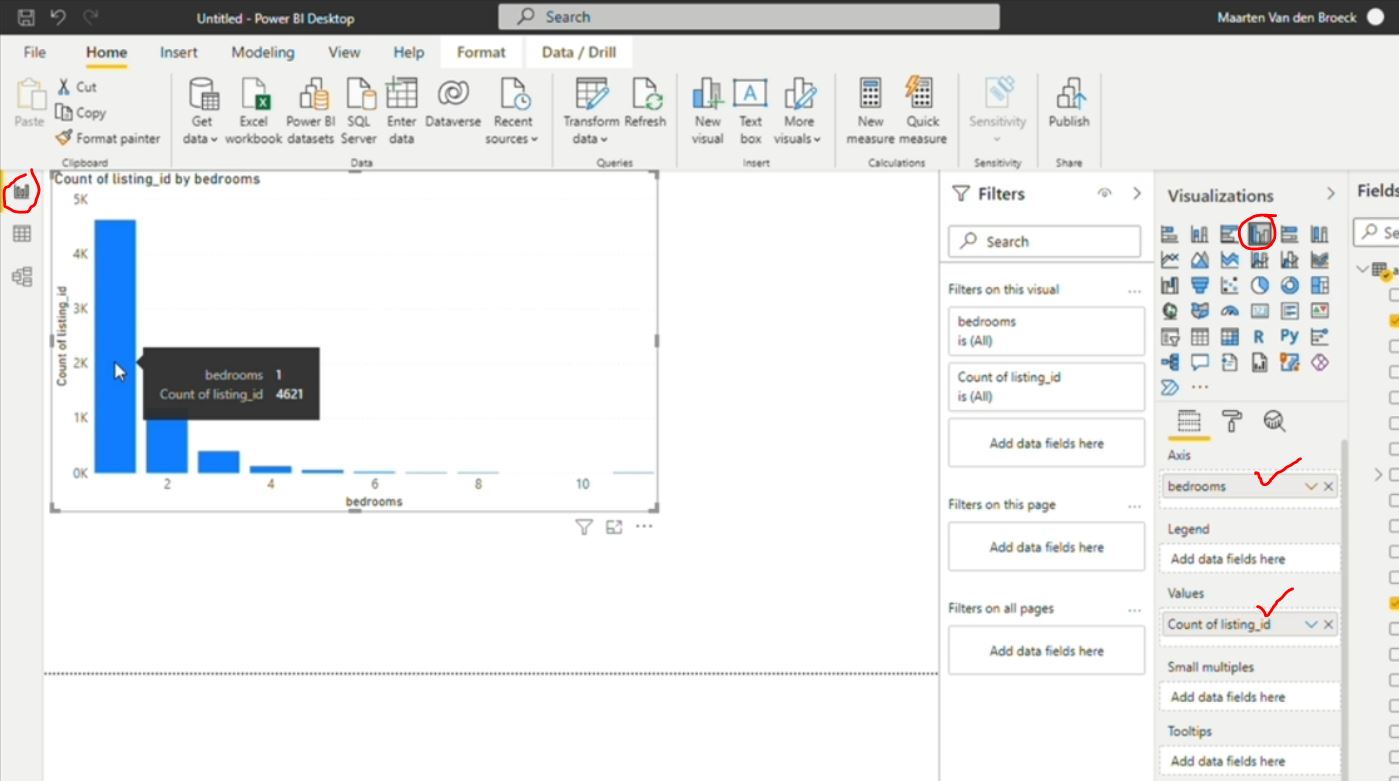 Untitled - Power BI Desktop
Search
Maarten Van den Broeck
File Home Insert Modeling View Help Format Data / Drill
Paste
Cut
Copy
Format painter
Clipboard
Get data
Excel workbook
Power BI datasets
SQL Server
Enter data
Dataverse
Recent sources
Data
Transform data
Refresh
Queries
New visual
Text box
More visuals
Insert
New measure
Quick measure
Calculations
Sensitivity
Sensitivity
Publish
Share
Count of listing_id by bedrooms
5K
4K
3K
2K
1K
0K
Count of listing_id
bedrooms 1
Count of listing_id 4621
2 4 6 8 10
bedrooms
Filters
Search
Filters on this visual ...
bedrooms
is (All)
Count of listing_id
is (All)
Add data fields here
Filters on this page ...
Add data fields here
Filters on all pages ...
Add data fields here
Visualizations
R Py
...
Axis
bedrooms
Legend
Add data fields here
Values
Count of listing_id
Small multiples
Add data fields here
Tooltips
Add data fields here
Fields
Se
a